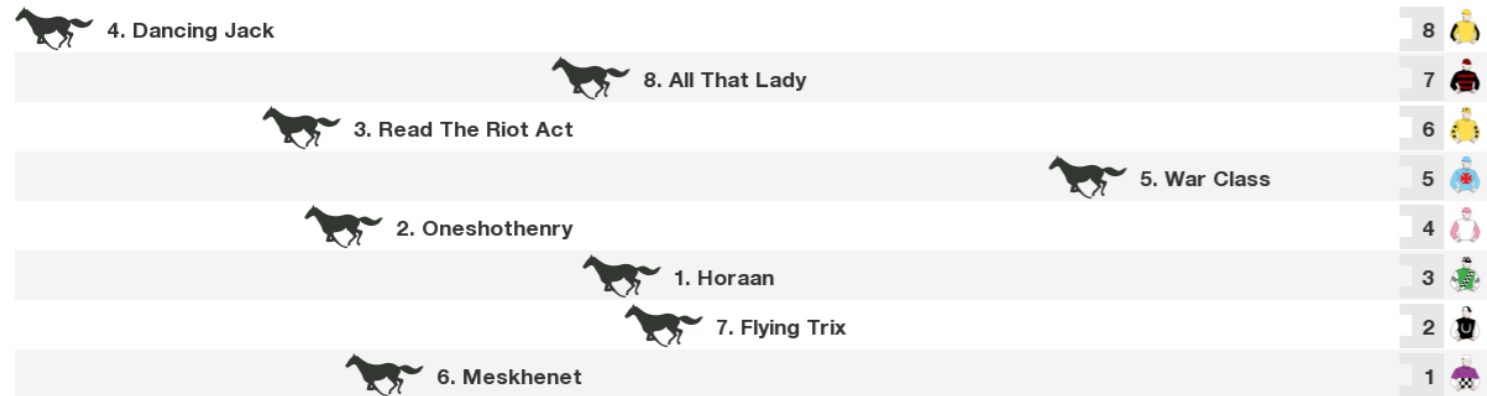 4. Dancing Jack 8
8. All That Lady 7
3. Read The Riot Act 6
5. War Class 5
2. Oneshothenry 4
1. Horaan 3
7. Flying Trix 2
6. Meskhenet 1